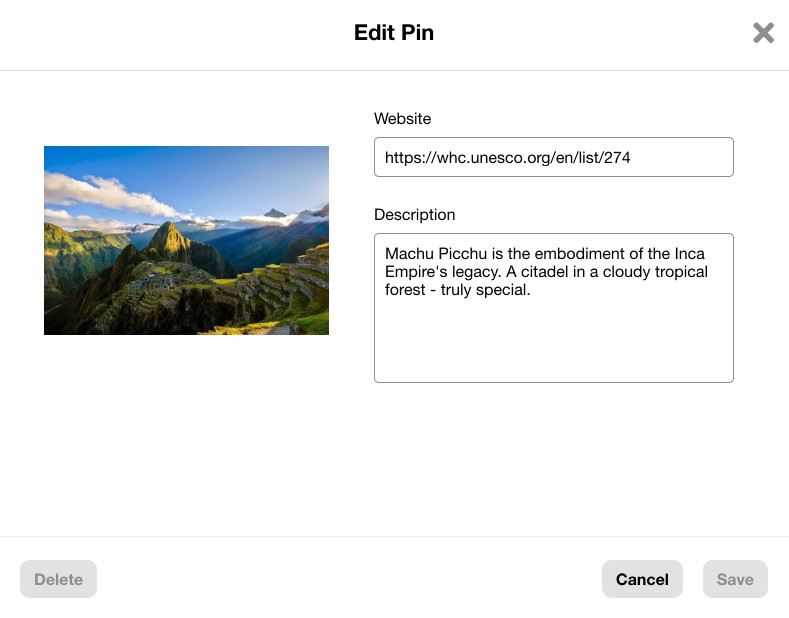 Edit Pin
Website
https://whc.unesco.org/en/list/274
Description
Machu Picchu is the embodiment of the Inca
Empire's legacy. A citadel in a cloudy tropical
forest - truly special.
Delete
Cancel
Save